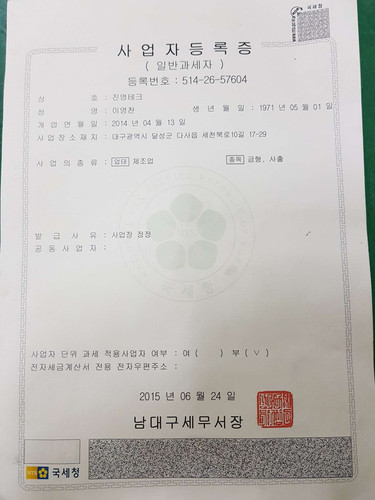 국세청
사업자등록증
( 일반과세자 )
등록번호 : 514-26-57604
상 호 : 진명테크
성 명 : 이영찬 생 년 월 일 : 1971 년 05 월 01 일
개 업 연 월 일 : 2014 년 04 월 13 일
사업장소재지 : 대구광역시 달성군 다사읍 세천북로10길 17-29
사업의종류 : 업태 제조업 종목 금형, 사출
발 급 사 유 : 사업장 정정
공 동 사 업 자 :
국세청
사업자 단위 과세 적용사업자 여부 : 여 ( ) 부 ( ∨ )
전자세금계산서 전용 전자우편주소 :
2015 년 06 월 24 일
남대구세무서장
NTS 국세청